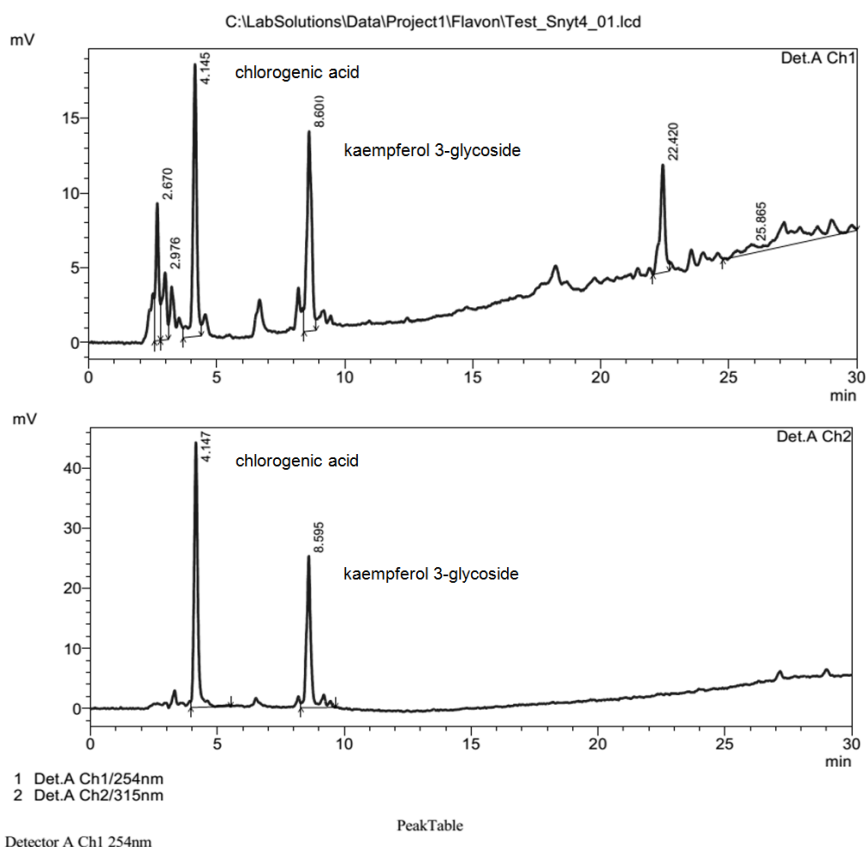 C:\LabSolutions\Data\Project1\Flavon\Test_Snyt4_01.lcd
mV
Det.A Ch1
4.145
chlorogenic acid
8.600
kaempferol 3-glycoside
22.420
2.670
2.976
25.865
15
10
5
0
0 5 10 15 20 25 30
min
mV
Det.A Ch2
4.147
chlorogenic acid
8.595
kaempferol 3-glycoside
40
30
20
10
0
0 5 10 15 20 25 30
min
1 Det.A Ch1/254nm
2 Det.A Ch2/315nm
PeakTable
Detector A Ch1 254nm